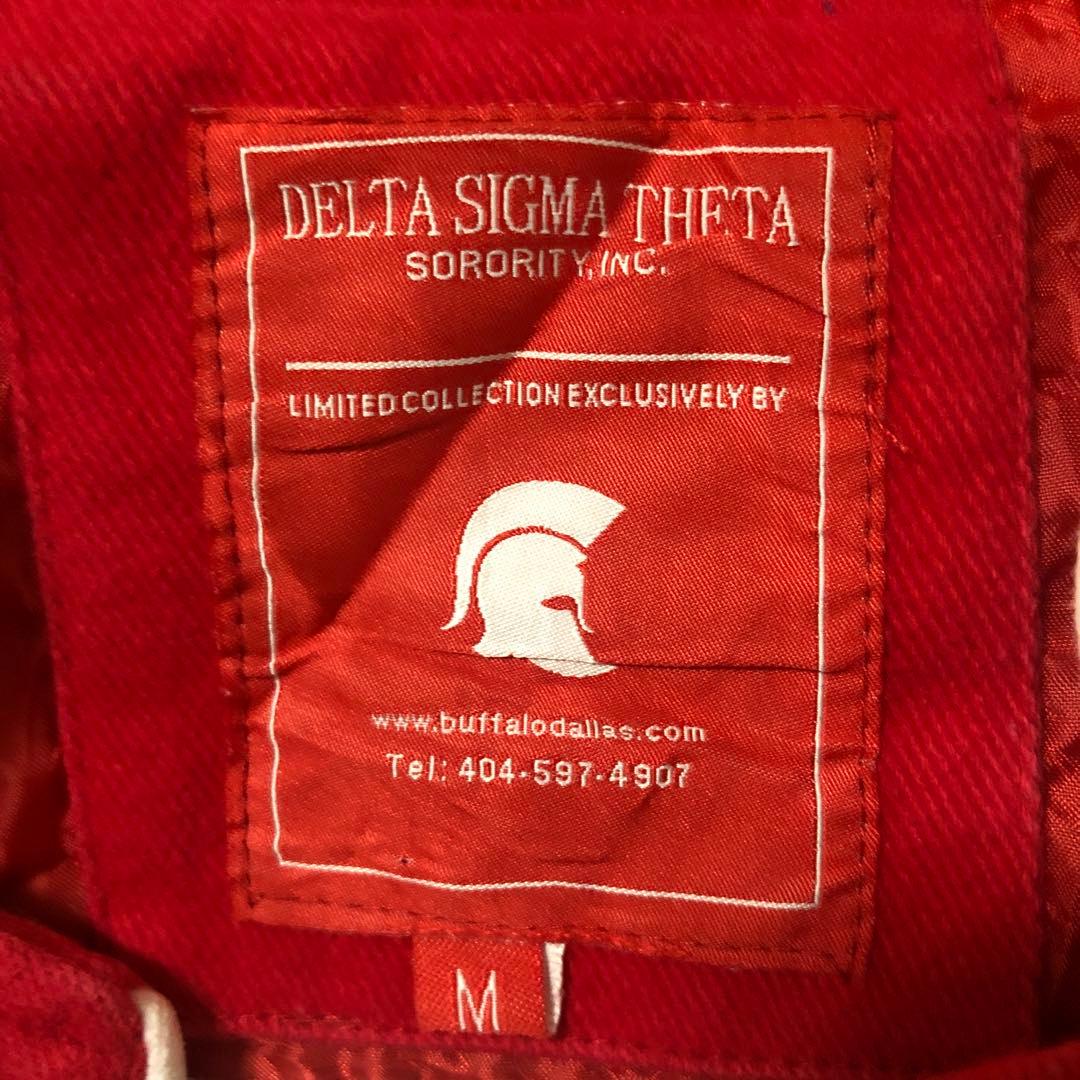 DELTA SIGMA THETA
SORORITY, INC.
LIMITED COLLECTION EXCLUSIVELY BY
www.buffalodallas.com
Tel: 404-597-4907
M